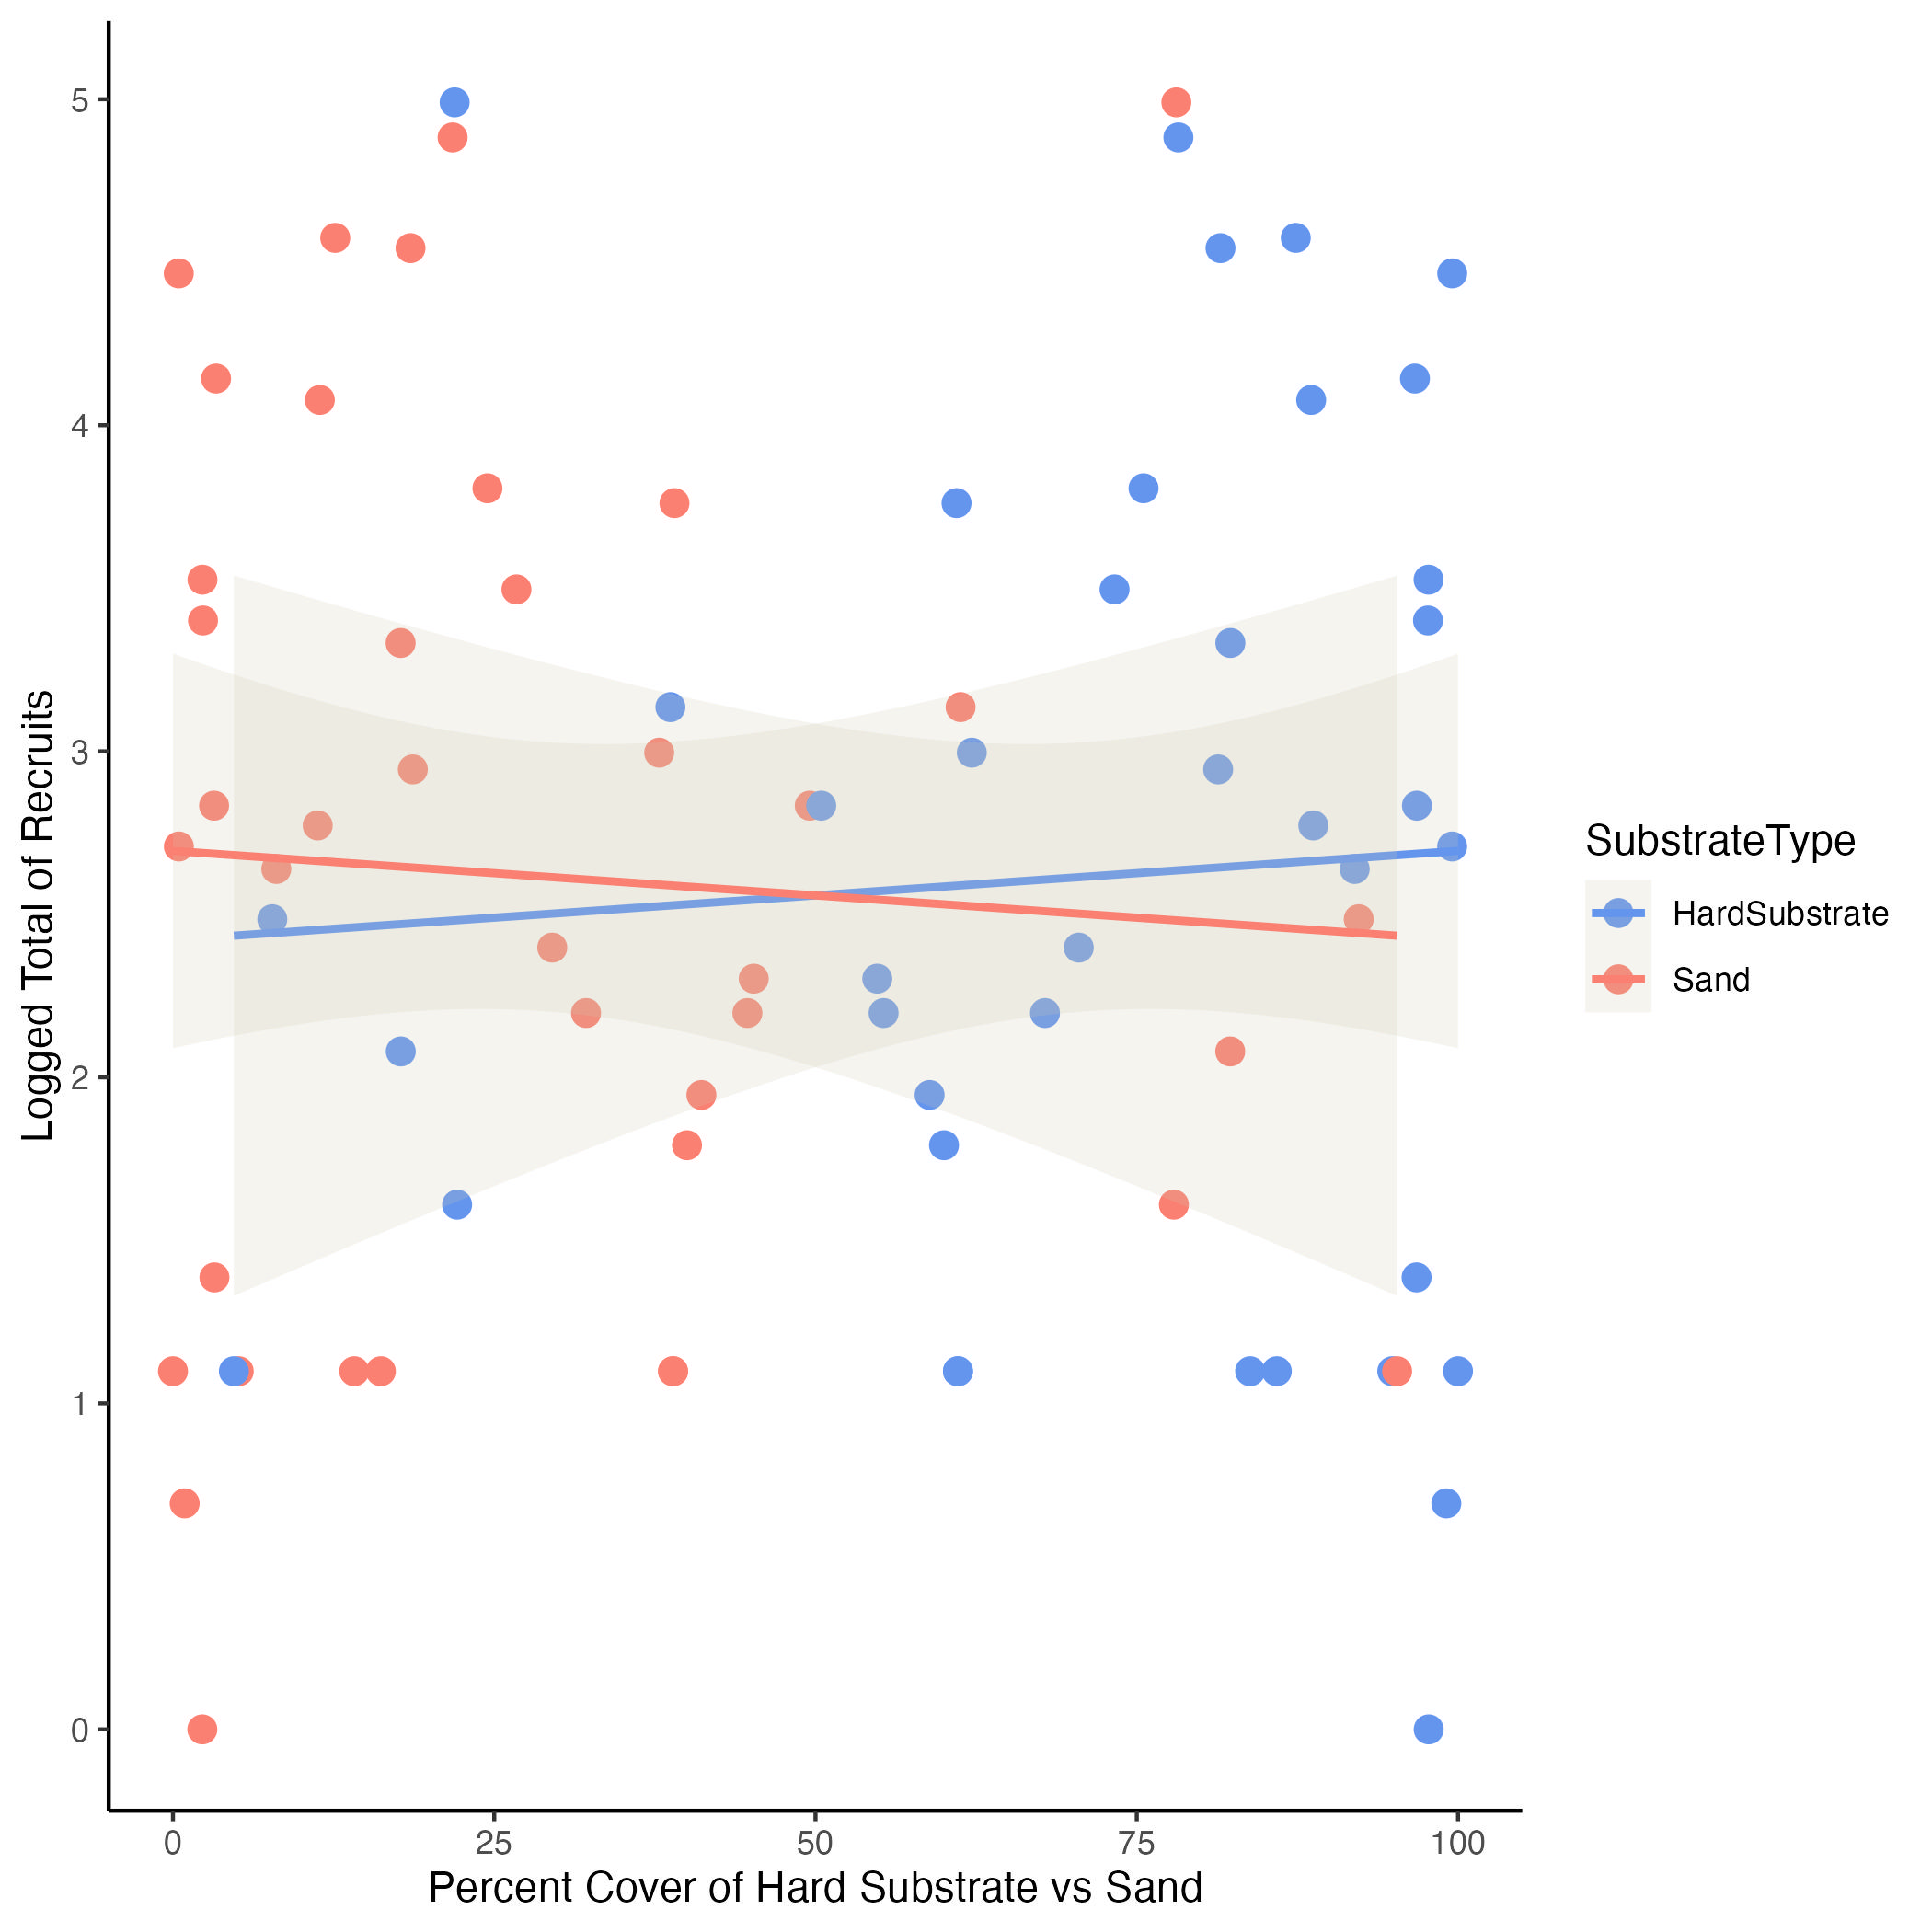 5
4
3
2
1
0
Logged Total of Recruits
0 25 50 75 100
Percent Cover of Hard Substrate vs Sand
SubstrateType
HardSubstrate
Sand